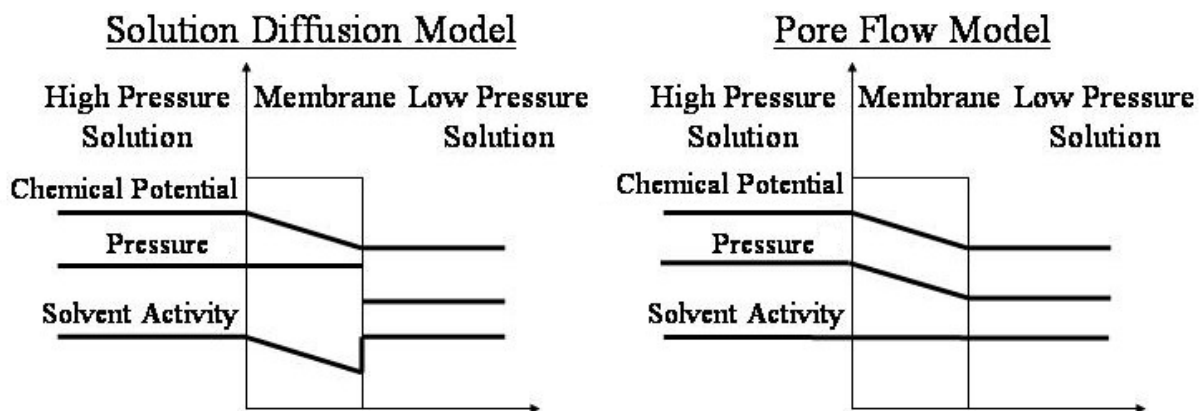 Solution Diffusion Model
High Pressure Solution
Membrane
Low Pressure Solution
Chemical Potential
Pressure
Solvent Activity
Pore Flow Model
High Pressure Solution
Membrane
Low Pressure Solution
Chemical Potential
Pressure
Solvent Activity